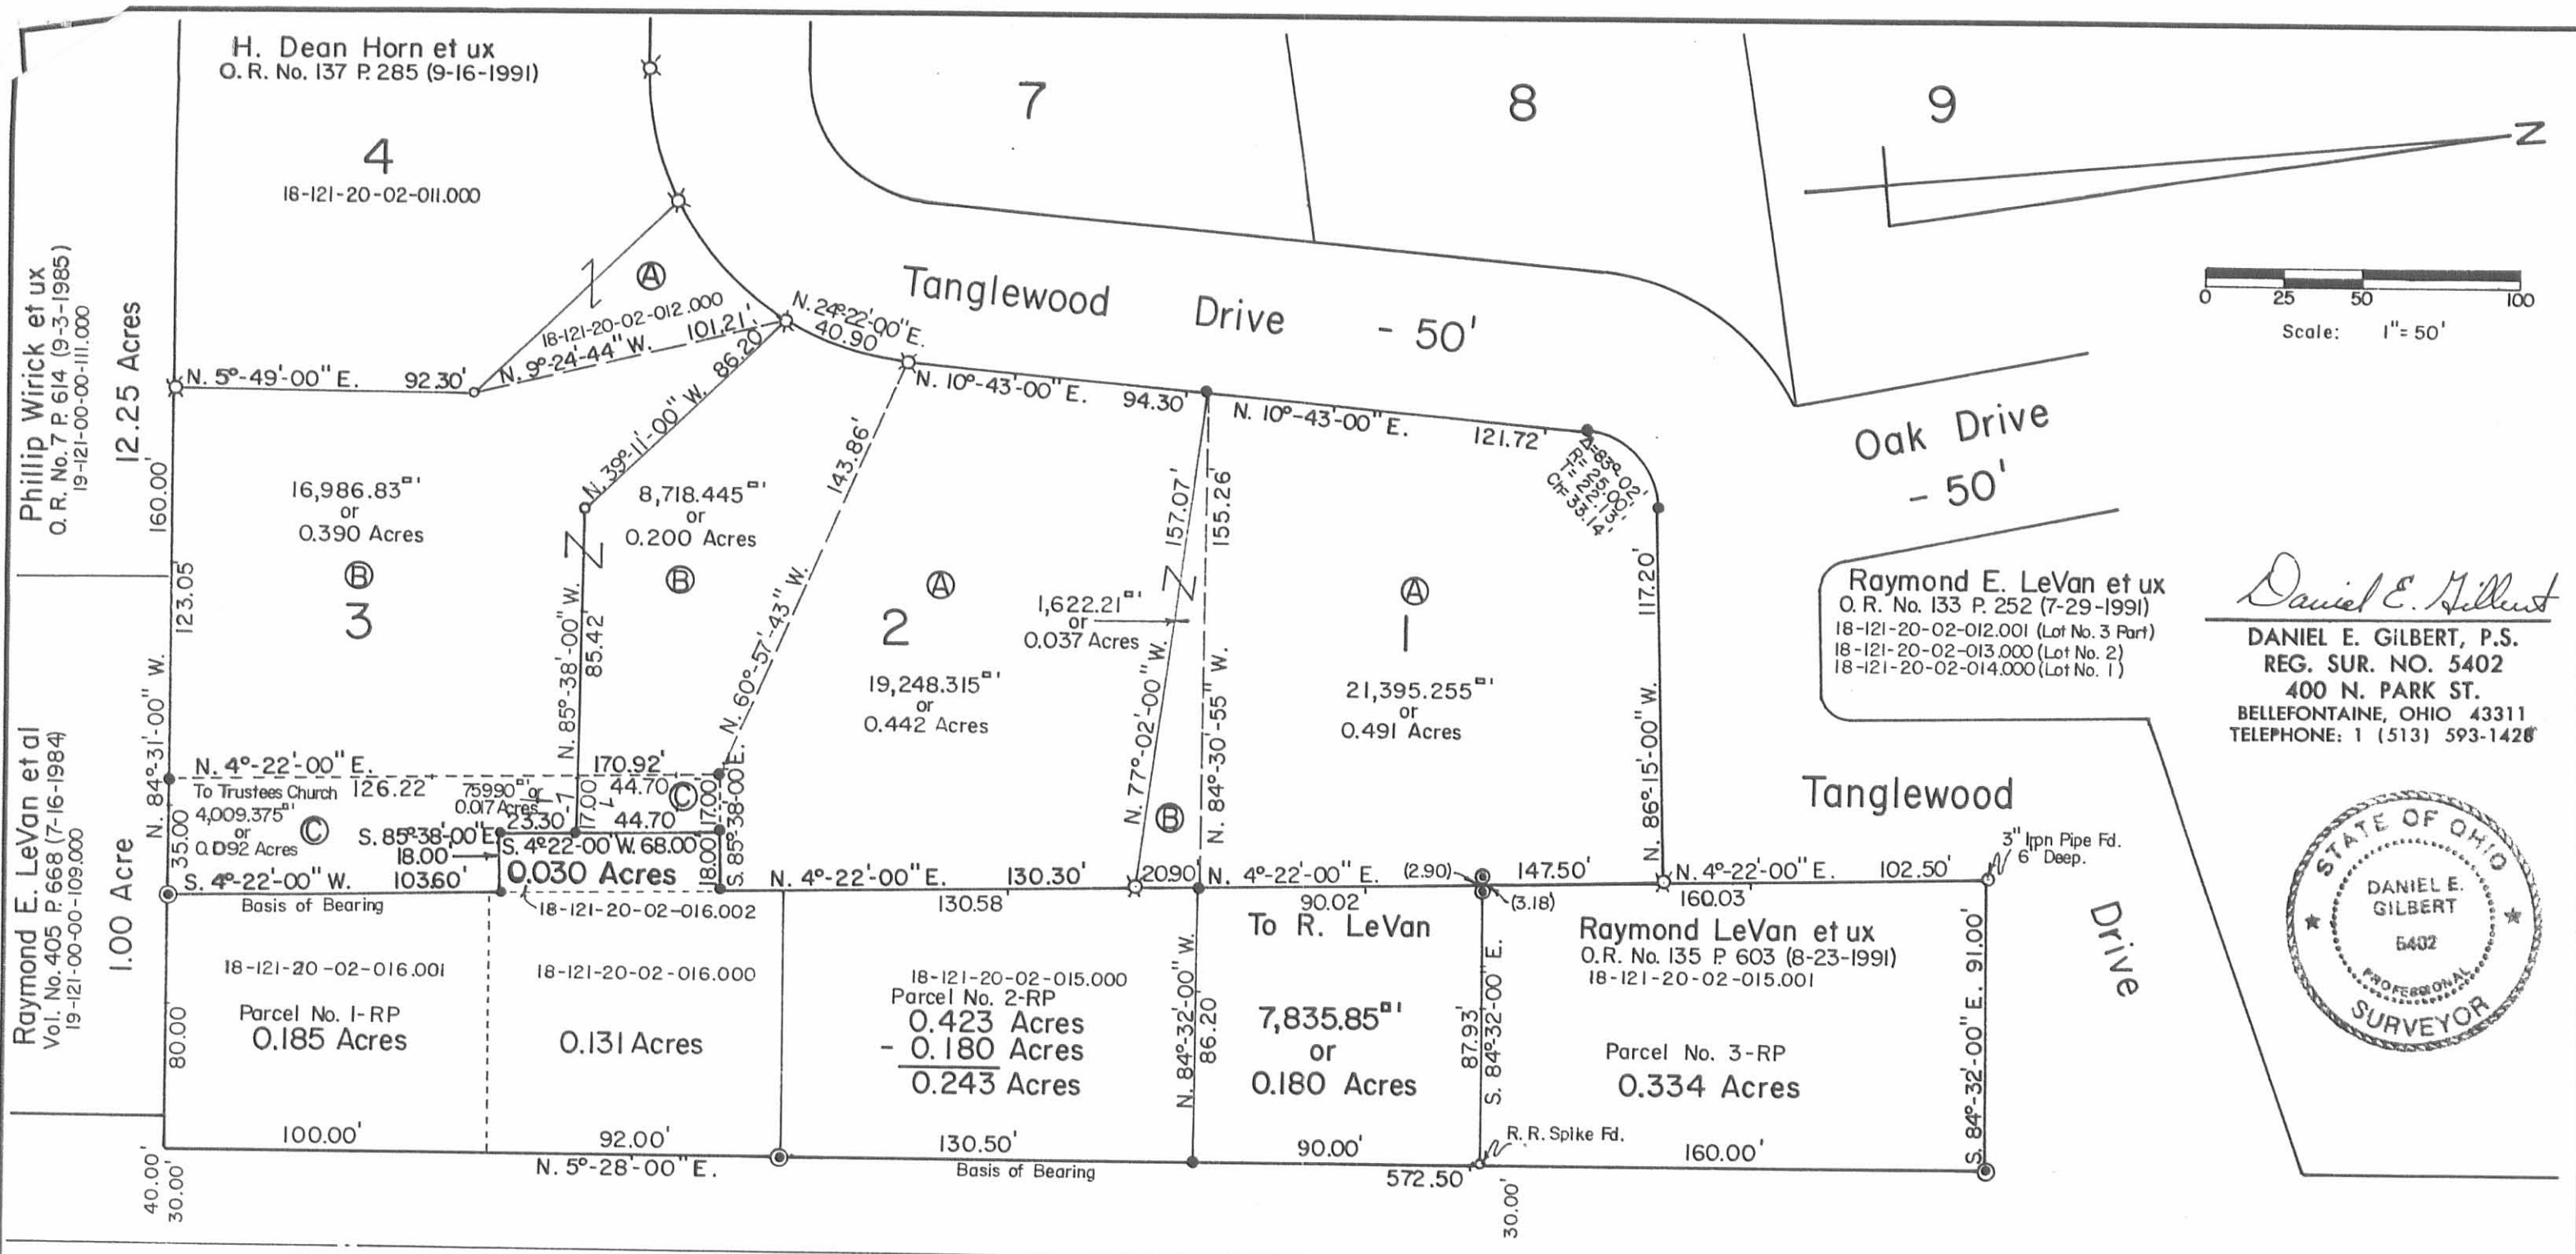 H. Dean Horn et ux
O. R. No. 137 P. 285 (9-16-1991)
4
18-121-20-02-011.000
7
8
9
N
0 25 50 100
Scale: 1"= 50'
Tanglewood Drive - 50'
Oak Drive
- 50'
Phillip Wirick et ux
O. R. No. 7 P. 614 (9-3-1985)
19-121-00-00-111.000
12.25 Acres
160.00'
Raymond E. LeVan et al
Vol. No. 405 P. 668 (7-16-1984)
19-121-00-00-109.000
1.00 Acre
N. 84°-31'-00" W.
123.05
35.00
80.00'
40.00'
30.00'
A
18-121-20-02-012.000
N. 9°-24'-44" W. 101.21'
N. 5°-49'-00" E. 92.30'
N. 39°-11'-00" W. 86.20
N. 24°-22'-00" E.
40.90
N. 10°-43'-00" E. 94.30'
N. 10°-43'-00" E. 121.72'
Δ=83°-02'
R= 25.00'
T= 22.13'
Ch= 33.14'
16,986.83□'
or
0.390 Acres
B
3
8,718.445□'
or
0.200 Acres
B
N. 85°-38'-00" W.
85.42'
143.86'
N. 60°-57'-43" W.
A
2
19,248.315□'
or
0.442 Acres
1,622.21□'
or
0.037 Acres
157.07'
N. 77°-02'-00" W.
155.26'
N. 84°-30'-55" W.
B
A
1
21,395.255□'
or
0.491 Acres
117.20'
N. 86°-15'-00" W.
Raymond E. LeVan et ux
O. R. No. 133 P. 252 (7-29-1991)
18-121-20-02-012.001 (Lot No. 3 Part)
18-121-20-02-013.000 (Lot No. 2)
18-121-20-02-014.000 (Lot No. 1)
Daniel E. Gilbert
DANIEL E. GILBERT, P.S.
REG. SUR. NO. 5402
400 N. PARK ST.
BELLEFONTAINE, OHIO 43311
TELEPHONE: 1 (513) 593-1428
STATE OF OHIO
DANIEL E.
GILBERT
5402
PROFESSIONAL
SURVEYOR
Tanglewood
Drive
3" Iron Pipe Fd.
6" Deep.
N. 4°-22'-00" E. 170.92'
To Trustees Church 126.22'
4,009.375□'
or
0.092 Acres
C
75990□' or
0.017 Acres
17.00'
44.70
C
17.00'
S. 85°-38'-00" E.
S. 85°-38'-00" E. 23.30' 44.70
18.00
S. 4°-22'-00" W. 68.00'
0.030 Acres
18.00'
S. 4°-22'-00" W. 103.60'
Basis of Bearing
18-121-20-02-016.002
N. 4°-22'-00" E. 130.30'
20.90'
N. 4°-22'-00" E. (2.90)
147.50'
N. 4°-22'-00" E. 102.50'
130.58'
90.02'
(3.18)
160.03'
18-121-20-02-016.001
Parcel No. 1-RP
0.185 Acres
18-121-20-02-016.000
0.131 Acres
18-121-20-02-015.000
Parcel No. 2-RP
0.423 Acres
- 0.180 Acres
0.243 Acres
N. 84°-32'-00" W.
86.20'
To R. LeVan
7,835.85□'
or
0.180 Acres
87.93'
S. 84°-32'-00" E.
Raymond LeVan et ux
O.R. No. 135 P. 603 (8-23-1991)
18-121-20-02-015.001
Parcel No. 3-RP
0.334 Acres
S. 84°-32'-00" E. 91.00'
R. R. Spike Fd.
100.00'
92.00'
130.50'
90.00'
160.00'
N. 5°-28'-00" E.
Basis of Bearing
572.50'
30.00'